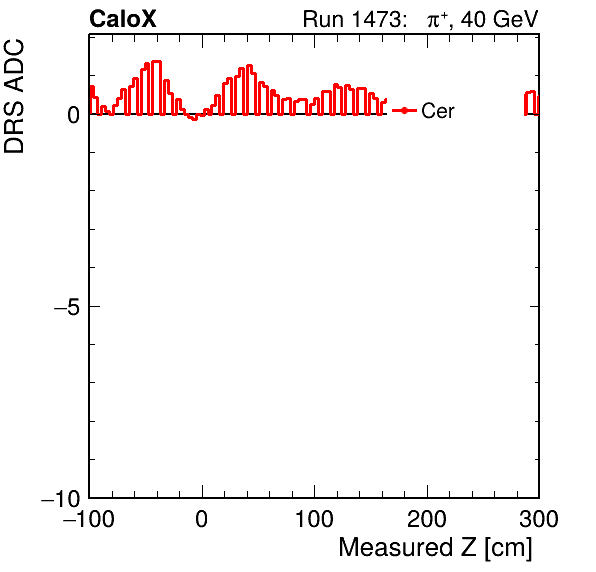 CaloX Run 1473: π⁺, 40 GeV
DRS ADC
0
Cer
−5
−10
−100 0 100 200 300
Measured Z [cm]